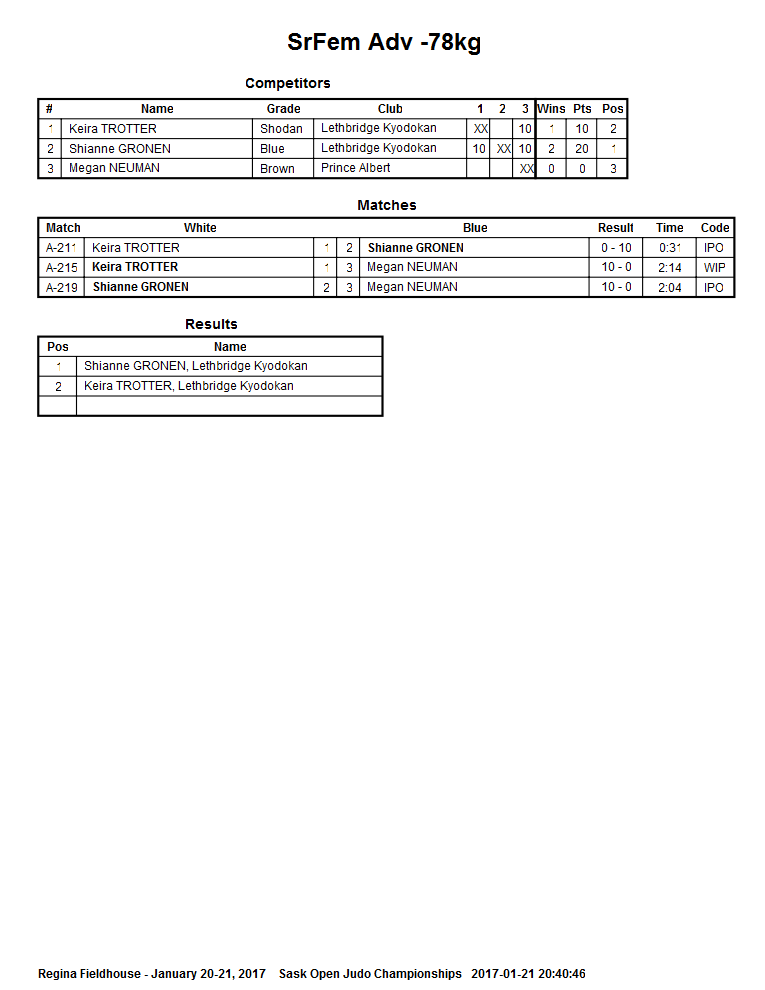 SrFem Adv -78kg
Competitors
# Name Grade Club 1 2 3 Wins Pts Pos
1 Keira TROTTER Shodan Lethbridge Kyodokan XX 10 1 10 2
2 Shianne GRONEN Blue Lethbridge Kyodokan 10 XX 10 2 20 1
3 Megan NEUMAN Brown Prince Albert XX 0 0 3
Matches
Match White Blue Result Time Code
A-211 Keira TROTTER 1 2 Shianne GRONEN 0 - 10 0:31 IPO
A-215 Keira TROTTER 1 3 Megan NEUMAN 10 - 0 2:14 WIP
A-219 Shianne GRONEN 2 3 Megan NEUMAN 10 - 0 2:04 IPO
Results
Pos Name
1 Shianne GRONEN, Lethbridge Kyodokan
2 Keira TROTTER, Lethbridge Kyodokan
Regina Fieldhouse - January 20-21, 2017 Sask Open Judo Championships 2017-01-21 20:40:46